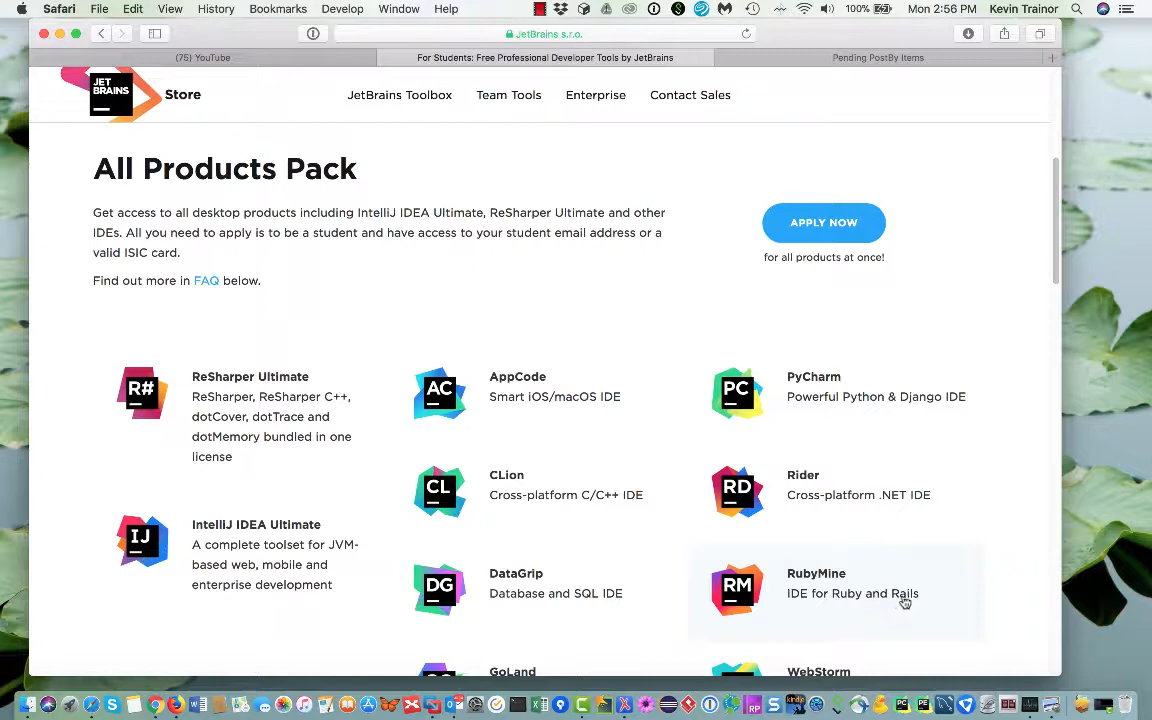 Safari File Edit View History Bookmarks Develop Window Help 100% Mon 2:56 PM Kevin Trainor
JetBrains s.r.o.
(75) YouTube
For Students: Free Professional Developer Tools by JetBrains
Pending PostBy Items
JET
BRAINS
Store
JetBrains Toolbox
Team Tools
Enterprise
Contact Sales
All Products Pack
Get access to all desktop products including IntelliJ IDEA Ultimate, ReSharper Ultimate and other
IDEs. All you need to apply is to be a student and have access to your student email address or a
valid ISIC card.
Find out more in FAQ below.
APPLY NOW
for all products at once!
R#
ReSharper Ultimate
ReSharper, ReSharper C++,
dotCover, dotTrace and
dotMemory bundled in one
license
IJ
IntelliJ IDEA Ultimate
A complete toolset for JVM-
based web, mobile and
enterprise development
AC
AppCode
Smart iOS/macOS IDE
CL
CLion
Cross-platform C/C++ IDE
DG
DataGrip
Database and SQL IDE
GoLand
PC
PyCharm
Powerful Python & Django IDE
RD
Rider
Cross-platform .NET IDE
RM
RubyMine
IDE for Ruby and Rails
WebStorm